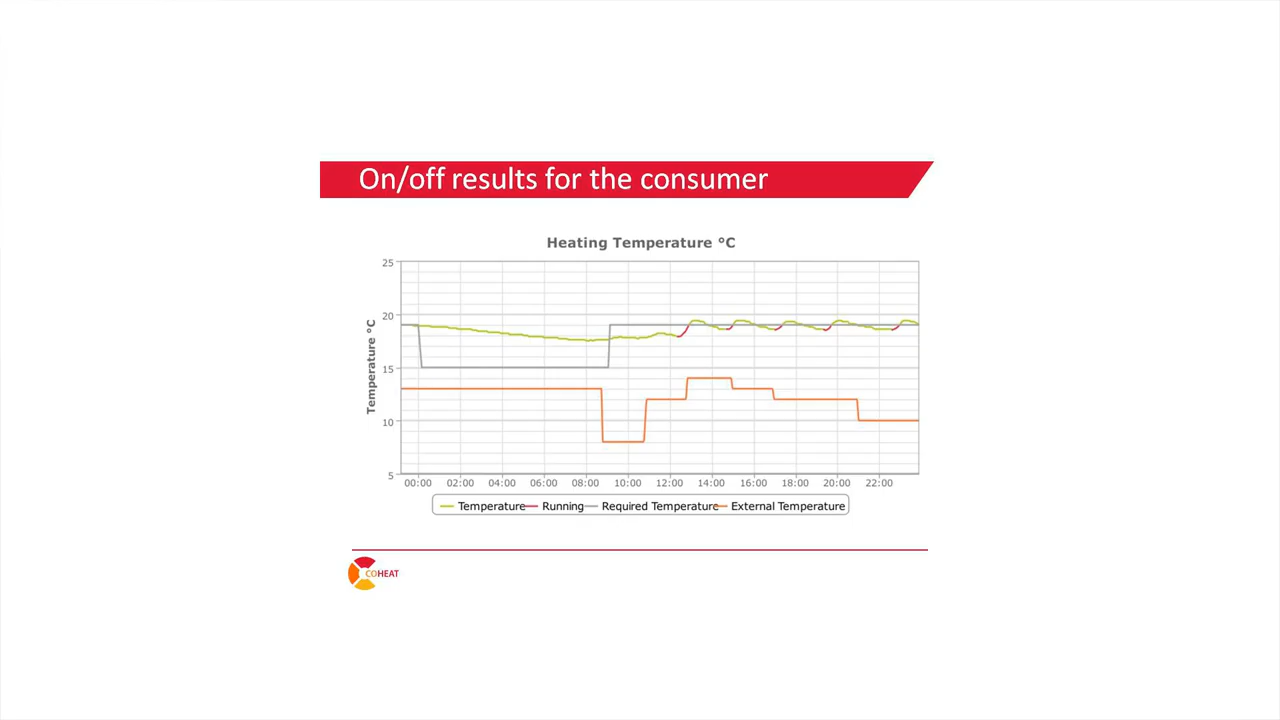 On/off results for the consumer
Heating Temperature °C
25
20
15
10
5
Temperature °C
00:00 02:00 04:00 06:00 08:00 10:00 12:00 14:00 16:00 18:00 20:00 22:00
Temperature Running Required Temperature External Temperature
COHEAT